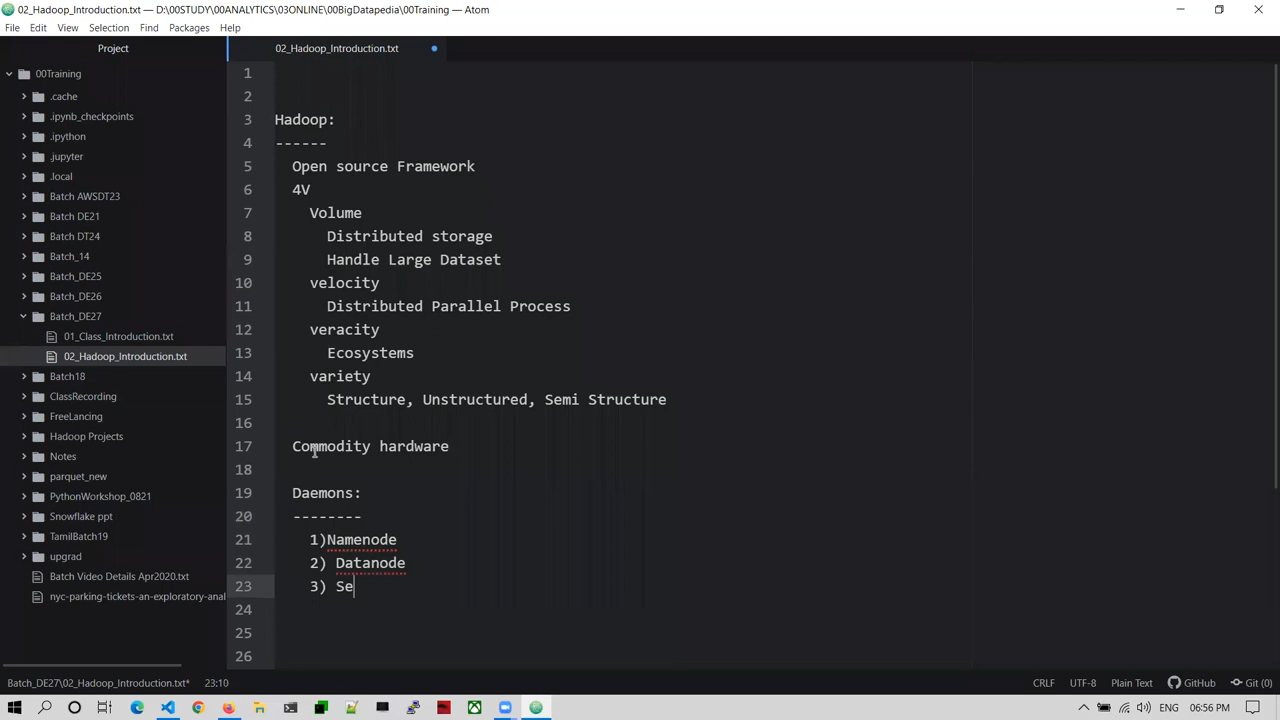 02_Hadoop_Introduction.txt — D:\00STUDY\00ANALYTICS\03ONLINE\00BigDatapedia\00Training — Atom
File Edit View Selection Find Packages Help
Project
00Training
.cache
.ipynb_checkpoints
.ipython
.jupyter
.local
Batch AWSDT23
Batch DE21
Batch DT24
Batch_14
Batch_DE25
Batch_DE26
Batch_DE27
01_Class_Introduction.txt
02_Hadoop_Introduction.txt
Batch18
ClassRecording
FreeLancing
Hadoop Projects
Notes
parquet_new
PythonWorkshop_0821
Snowflake ppt
TamilBatch19
upgrad
Batch Video Details Apr2020.txt
nyc-parking-tickets-an-exploratory-anal
02_Hadoop_Introduction.txt
1
2
3 Hadoop:
4 ------
5 Open source Framework
6 4V
7 Volume
8 Distributed storage
9 Handle Large Dataset
10 velocity
11 Distributed Parallel Process
12 veracity
13 Ecosystems
14 variety
15 Structure, Unstructured, Semi Structure
16
17 Commodity hardware
18
19 Daemons:
20 --------
21 1)Namenode
22 2) Datanode
23 3) Se
24
25
26
Batch_DE27\02_Hadoop_Introduction.txt* 23:10 CRLF UTF-8 Plain Text GitHub Git (0)
ENG 06:56 PM